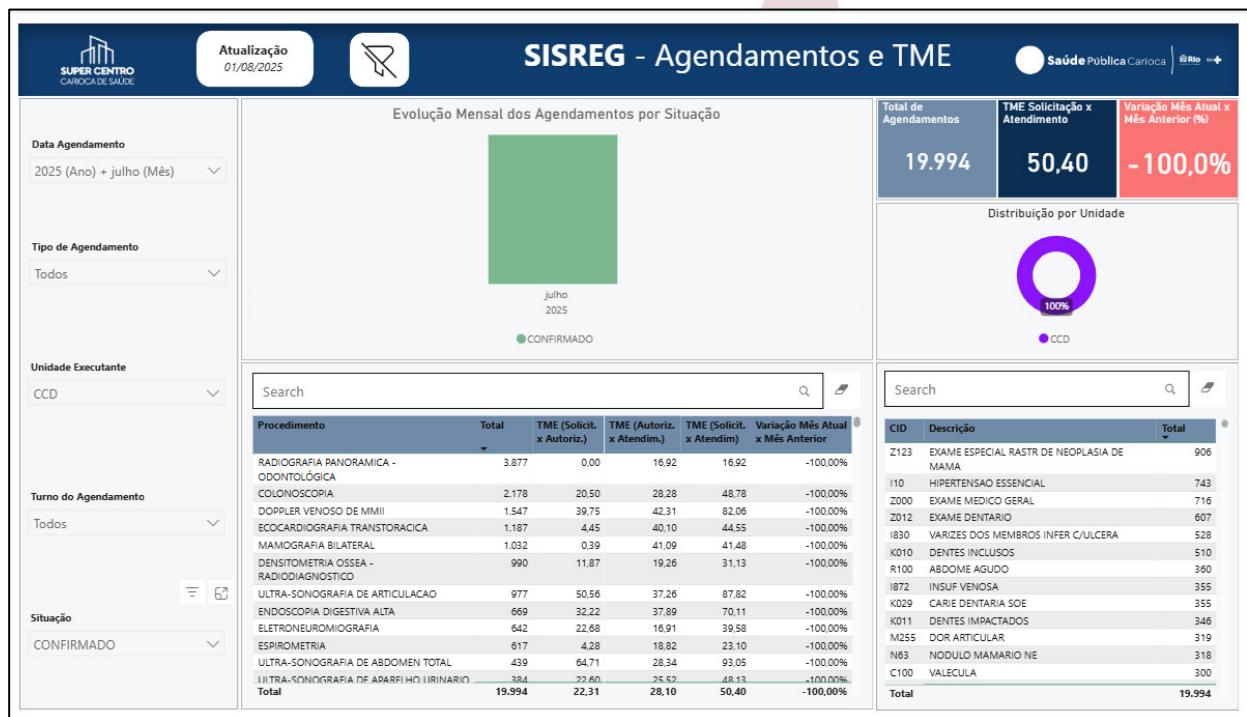 SUPER CENTRO
CARIOCA DE SAÚDE
Atualização
01/08/2025
SISREG - Agendamentos e TME
Saúde Pública Carioca
Rio
Data Agendamento
2025 (Ano) + julho (Mês)
Tipo de Agendamento
Todos
Unidade Executante
CCD
Turno do Agendamento
Todos
Situação
CONFIRMADO
Evolução Mensal dos Agendamentos por Situação
julho
2025
CONFIRMADO
Total de
Agendamentos
19.994
TME Solicitação x
Atendimento
50,40
Variação Mês Atual x
Mês Anterior (%)
-100,0%
Distribuição por Unidade
100%
CCD
Search
Procedimento Total TME (Solicit. x Autoriz.) TME (Autoriz. x Atendim.) TME (Solicit. x Atendim) Variação Mês Atual x Mês Anterior
RADIOGRAFIA PANORAMICA - ODONTOLÓGICA 3.877 0,00 16,92 16,92 -100,00%
COLONOSCOPIA 2.178 20,50 28,28 48,78 -100,00%
DOPPLER VENOSO DE MMII 1.547 39,75 42,31 82,06 -100,00%
ECOCARDIOGRAFIA TRANSTORACICA 1.187 4,45 40,10 44,55 -100,00%
MAMOGRAFIA BILATERAL 1.032 0,39 41,09 41,48 -100,00%
DENSITOMETRIA OSSEA - RADIODIAGNOSTICO 990 11,87 19,26 31,13 -100,00%
ULTRA-SONOGRAFIA DE ARTICULACAO 977 50,56 37,26 87,82 -100,00%
ENDOSCOPIA DIGESTIVA ALTA 669 32,22 37,89 70,11 -100,00%
ELETRONEUROMIOGRAFIA 642 22,68 16,91 39,58 -100,00%
ESPIROMETRIA 617 4,28 18,82 23,10 -100,00%
ULTRA-SONOGRAFIA DE ABDOMEN TOTAL 439 64,71 28,34 93,05 -100,00%
ULTRA-SONOGRAFIA DE APARELHO URINARIO 384 22,60 25,52 48,13 -100,00%
Total 19.994 22,31 28,10 50,40 -100,00%
Search
CID Descrição Total
Z123 EXAME ESPECIAL RASTR DE NEOPLASIA DE MAMA 906
I10 HIPERTENSAO ESSENCIAL 743
Z000 EXAME MEDICO GERAL 716
Z012 EXAME DENTARIO 607
I830 VARIZES DOS MEMBROS INFER C/ULCERA 528
K010 DENTES INCLUSOS 510
R100 ABDOME AGUDO 360
I872 INSUF VENOSA 355
K029 CARIE DENTARIA SOE 355
K011 DENTES IMPACTADOS 346
M255 DOR ARTICULAR 319
N63 NODULO MAMARIO NE 318
C100 VALECULA 300
Total 19.994